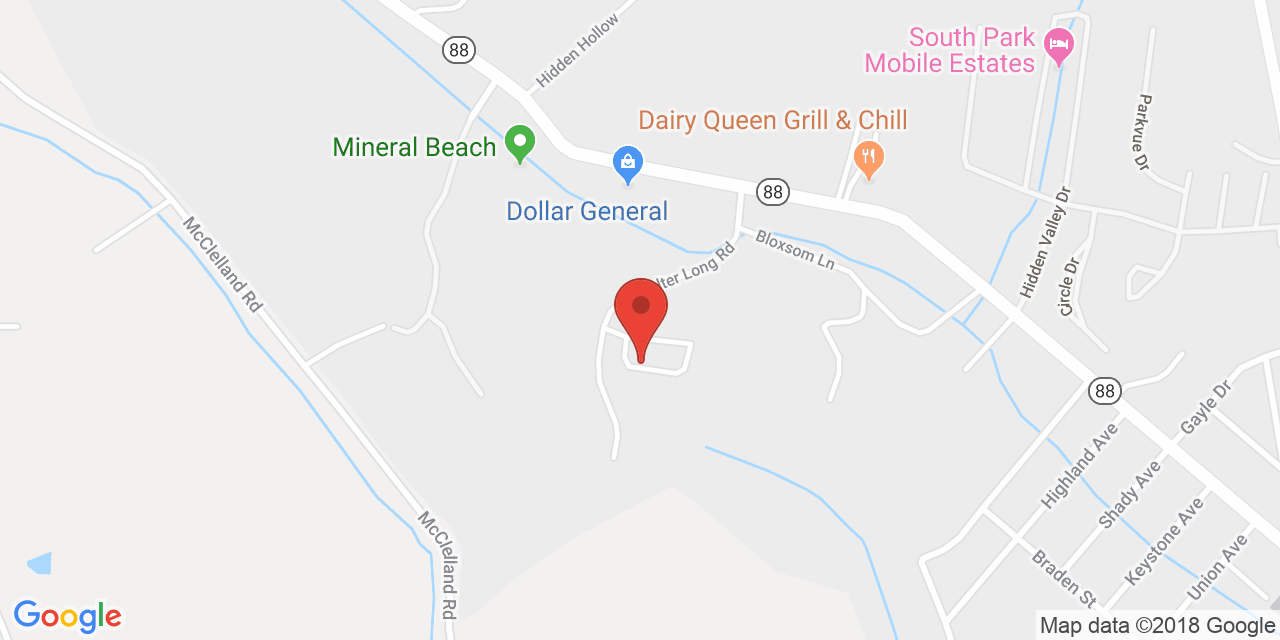 88
Hidden Hollow
South Park
Mobile Estates
Parkvue Dr
Dairy Queen Grill & Chill
Mineral Beach
88
Dollar General
Hidden Valley Dr
McClelland Rd
Bloxsom Ln
lter Long Rd
Circle Dr
88
Gayle Dr
Highland Ave
Shady Ave
Keystone Ave
McClelland Rd
Union Ave
Braden St
Google
Map data ©2018 Google